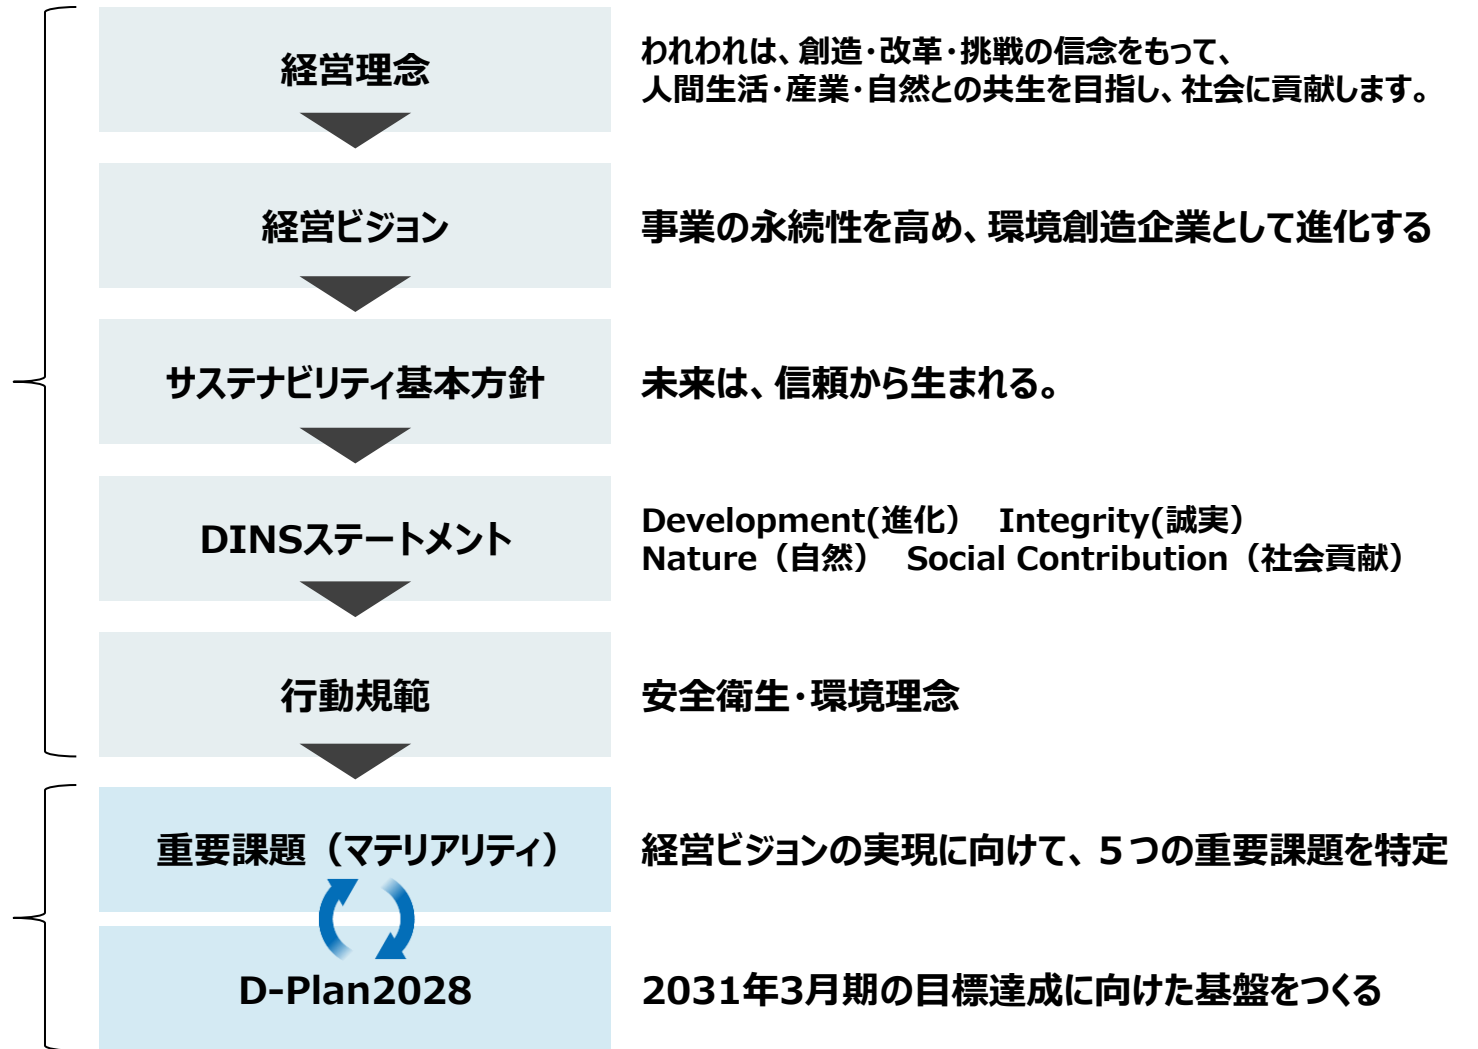 経営理念
われわれは、創造・改革・挑戦の信念をもって、
人間生活・産業・自然との共生を目指し、社会に貢献します。
経営ビジョン
事業の永続性を高め、環境創造企業として進化する
サステナビリティ基本方針
未来は、信頼から生まれる。
DINSステートメント
Development(進化） Integrity(誠実）
Nature（自然） Social Contribution（社会貢献）
行動規範
安全衛生・環境理念
重要課題（マテリアリティ）
経営ビジョンの実現に向けて、５つの重要課題を特定
D-Plan2028
2031年3月期の目標達成に向けた基盤をつくる